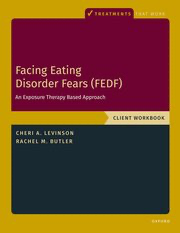 TREATMENTS THAT WORK
Facing Eating
Disorder Fears (FEDF)
An Exposure Therapy Based Approach
CLIENT WORKBOOK
CHERI A. LEVINSON
RACHEL M. BUTLER
OXFORD